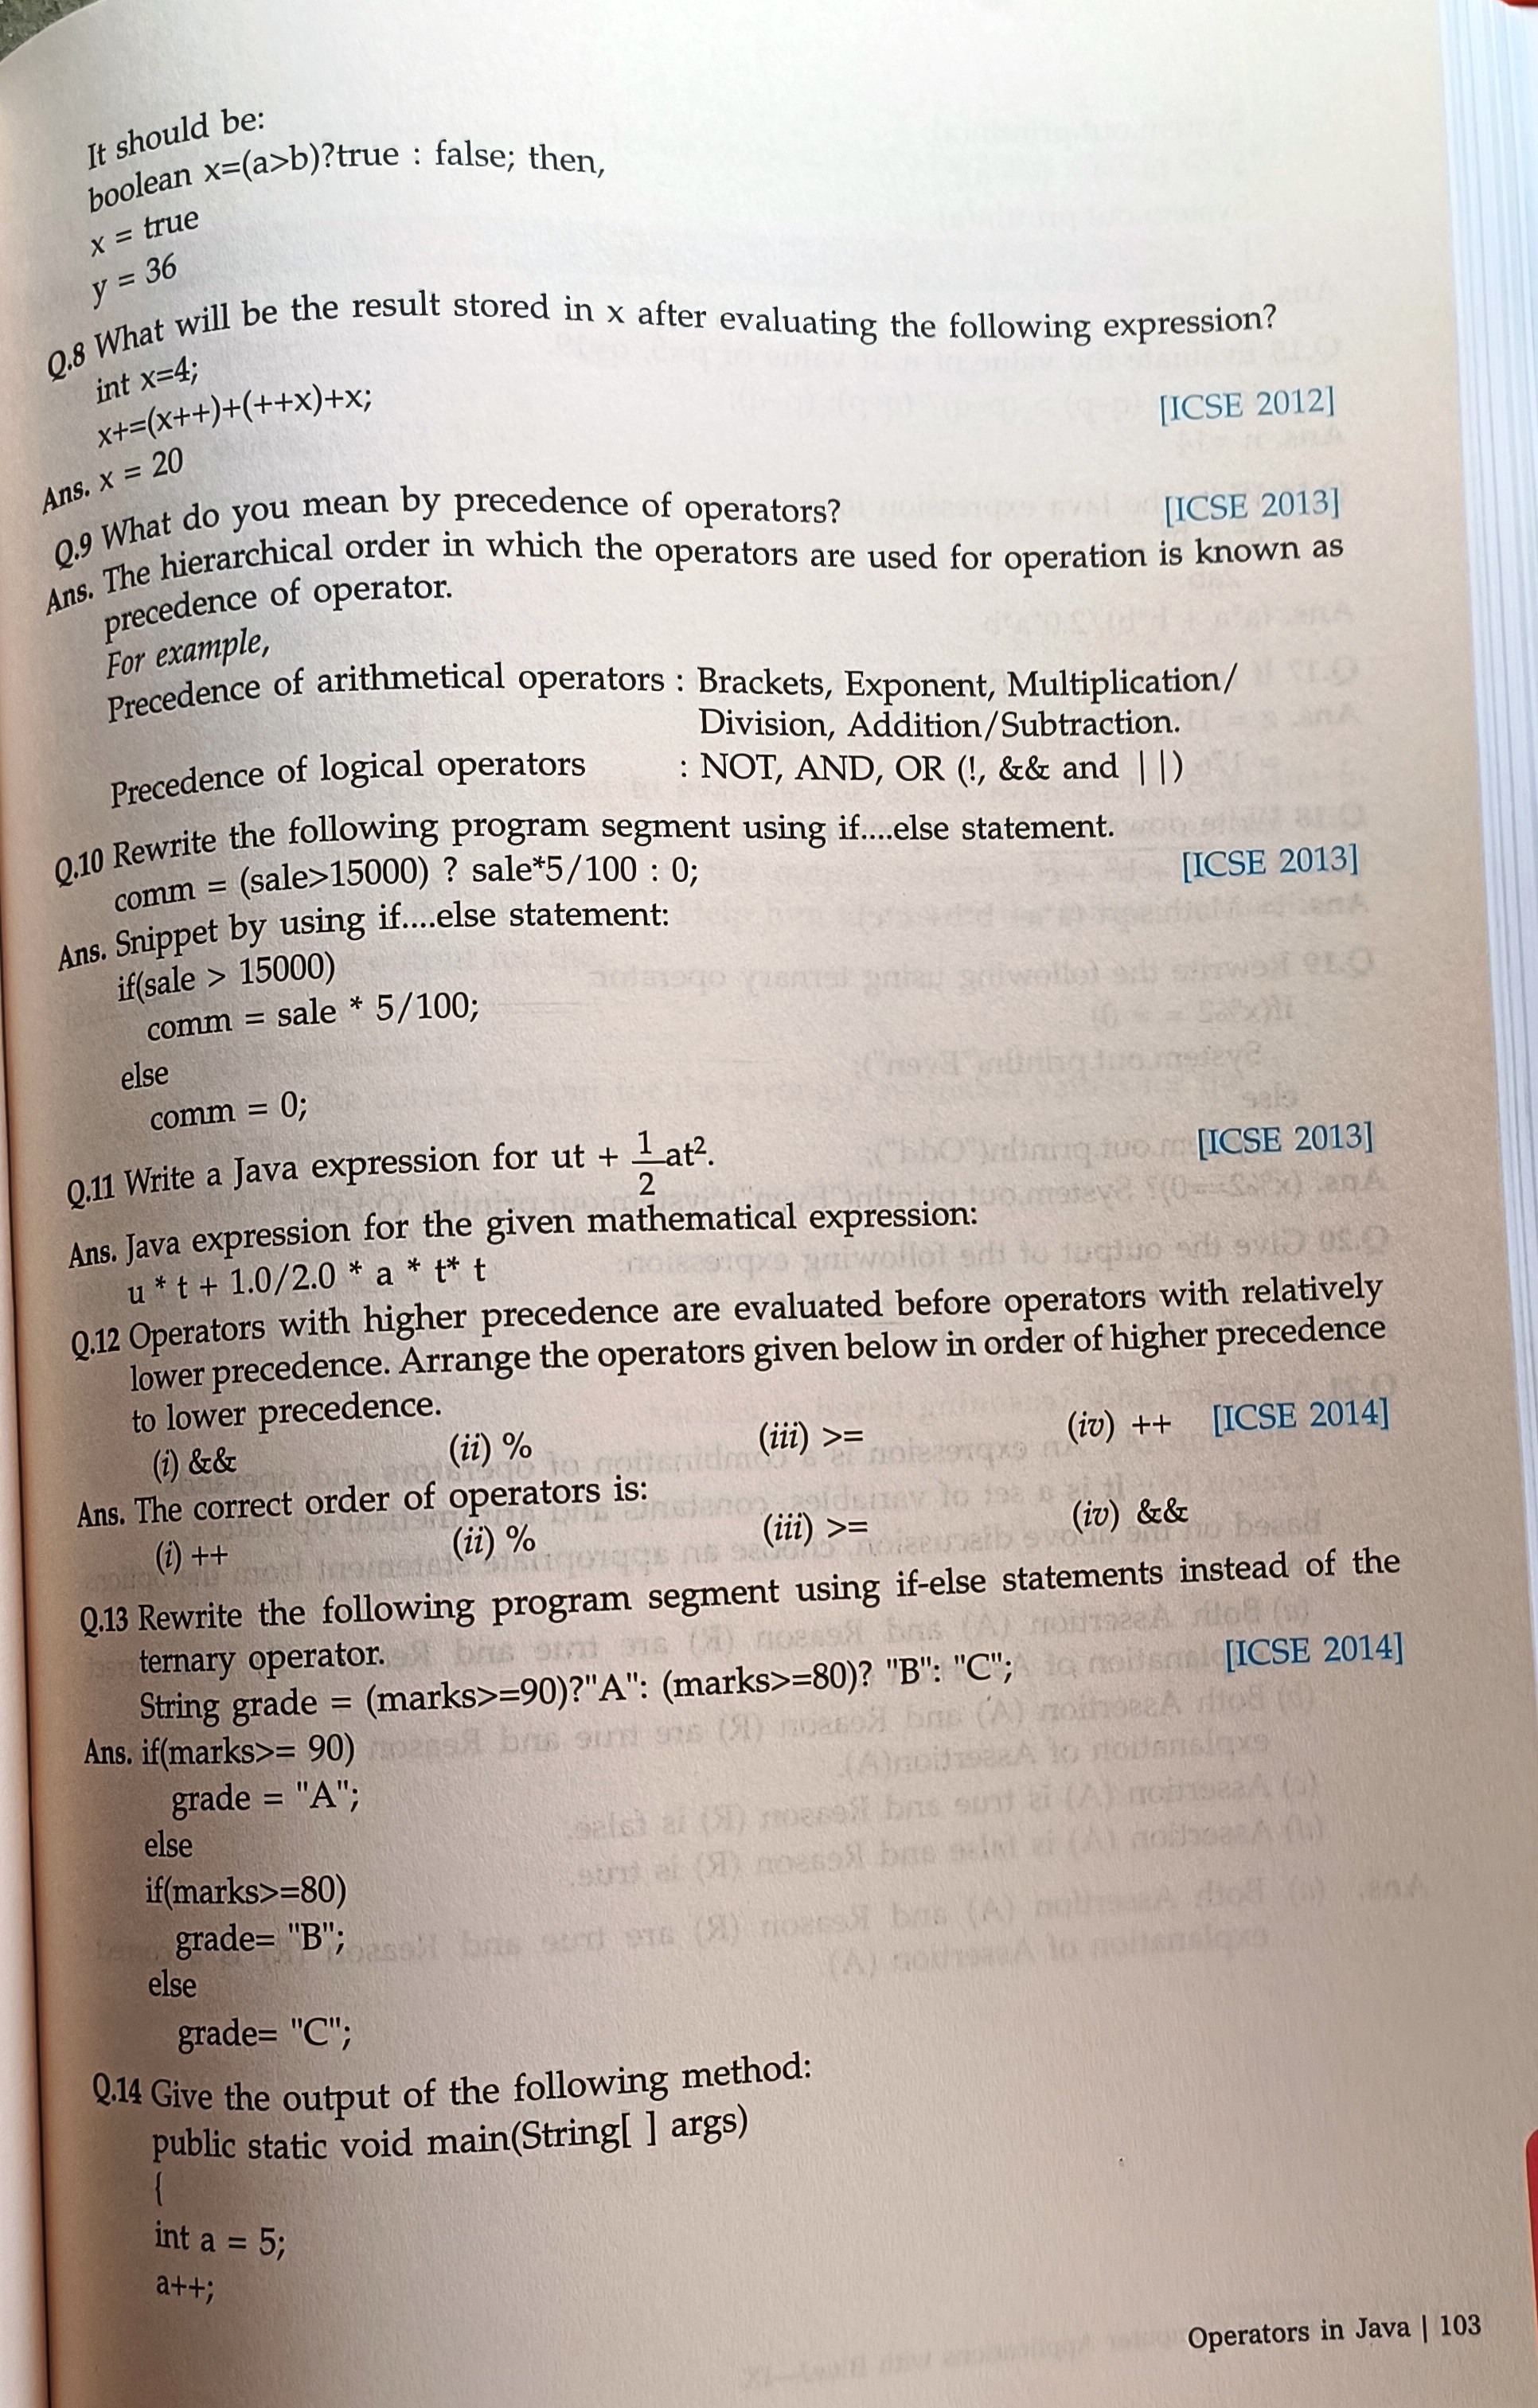 It should be:
boolean x=(a>b)?true : false; then,
x = true
y = 36
Q.8 What will be the result stored in x after evaluating the following expression?
int x=4;
x+=(x++)+(++x)+x; [ICSE 2012]
Ans. x = 20
Q.9 What do you mean by precedence of operators? [ICSE 2013]
Ans. The hierarchical order in which the operators are used for operation is known as
precedence of operator.
For example,
Precedence of arithmetical operators : Brackets, Exponent, Multiplication/
Division, Addition/Subtraction.
Precedence of logical operators : NOT, AND, OR (!, && and ||)
Q.10 Rewrite the following program segment using if....else statement.
comm = (sale>15000) ? sale*5/100 : 0; [ICSE 2013]
Ans. Snippet by using if....else statement:
if(sale > 15000)
comm = sale * 5/100;
else
comm = 0;
Q.11 Write a Java expression for ut + 1/2 at². [ICSE 2013]
Ans. Java expression for the given mathematical expression:
u * t + 1.0/2.0 * a * t* t
Q.12 Operators with higher precedence are evaluated before operators with relatively
lower precedence. Arrange the operators given below in order of higher precedence
to lower precedence.
(i) && (ii) % (iii) >= (iv) ++ [ICSE 2014]
Ans. The correct order of operators is:
(i) ++ (ii) % (iii) >= (iv) &&
Q.13 Rewrite the following program segment using if-else statements instead of the
ternary operator. [ICSE 2014]
String grade = (marks>=90)?"A": (marks>=80)? "B": "C";
Ans. if(marks>= 90)
grade = "A";
else
if(marks>=80)
grade= "B";
else
grade= "C";
Q.14 Give the output of the following method:
public static void main(String[ ] args)
{
int a = 5;
a++;
Operators in Java | 103